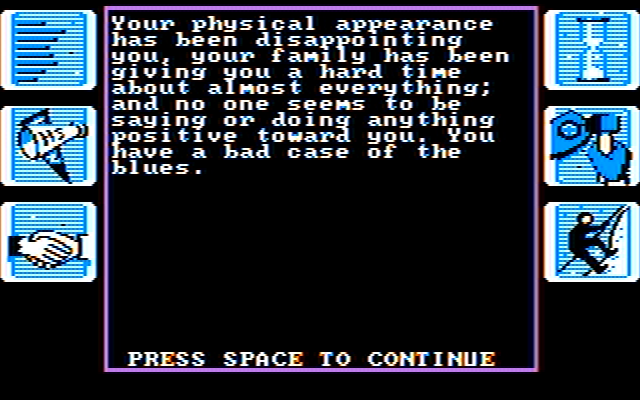 Your physical appearance
has been disappointing
you, your family has been
giving you a hard time
about almost everything;
and no one seems to be
saying or doing anything
positive toward you. You
have a bad case of the
blues.
PRESS SPACE TO CONTINUE